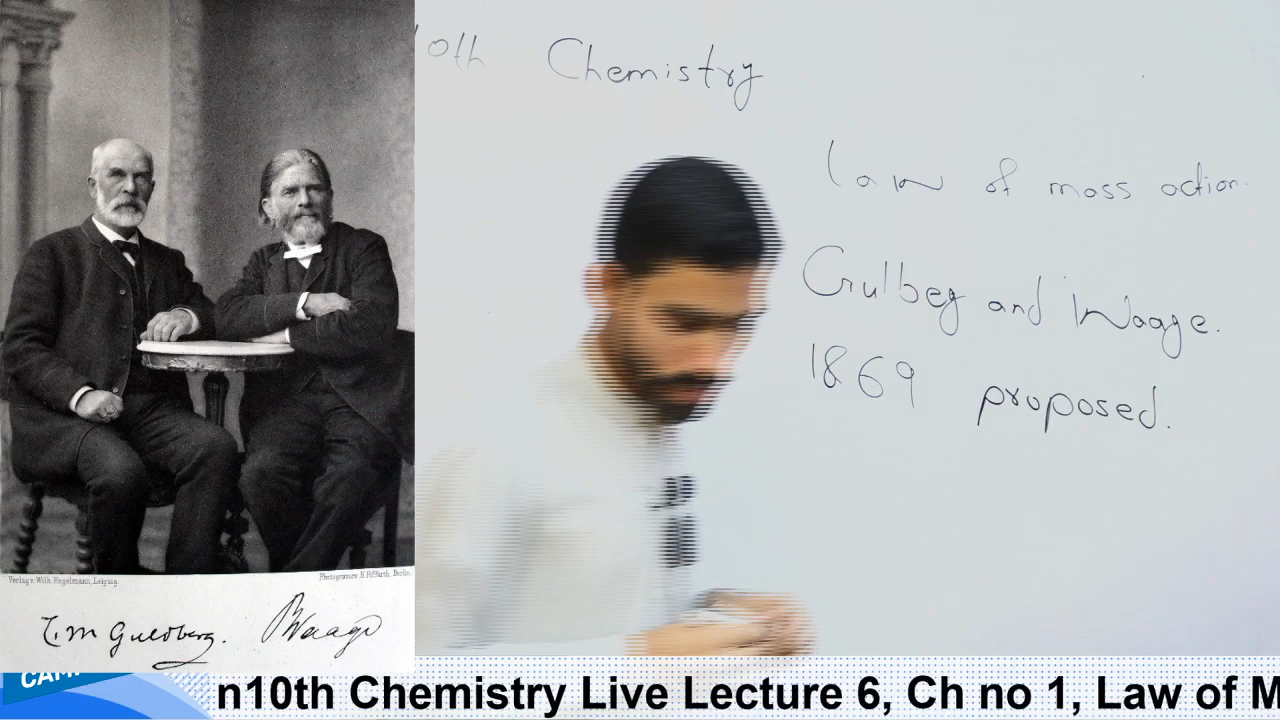 10th Chemistry
Law of mass action.
Gulbeg and Waage.
1869 proposed.
Verlag v. Wilh. Engelmann, Leipzig.
Photogravure H. Riffarth, Berlin.
C. M. Guldberg. P Waage
n10th Chemistry Live Lecture 6, Ch no 1, Law of M